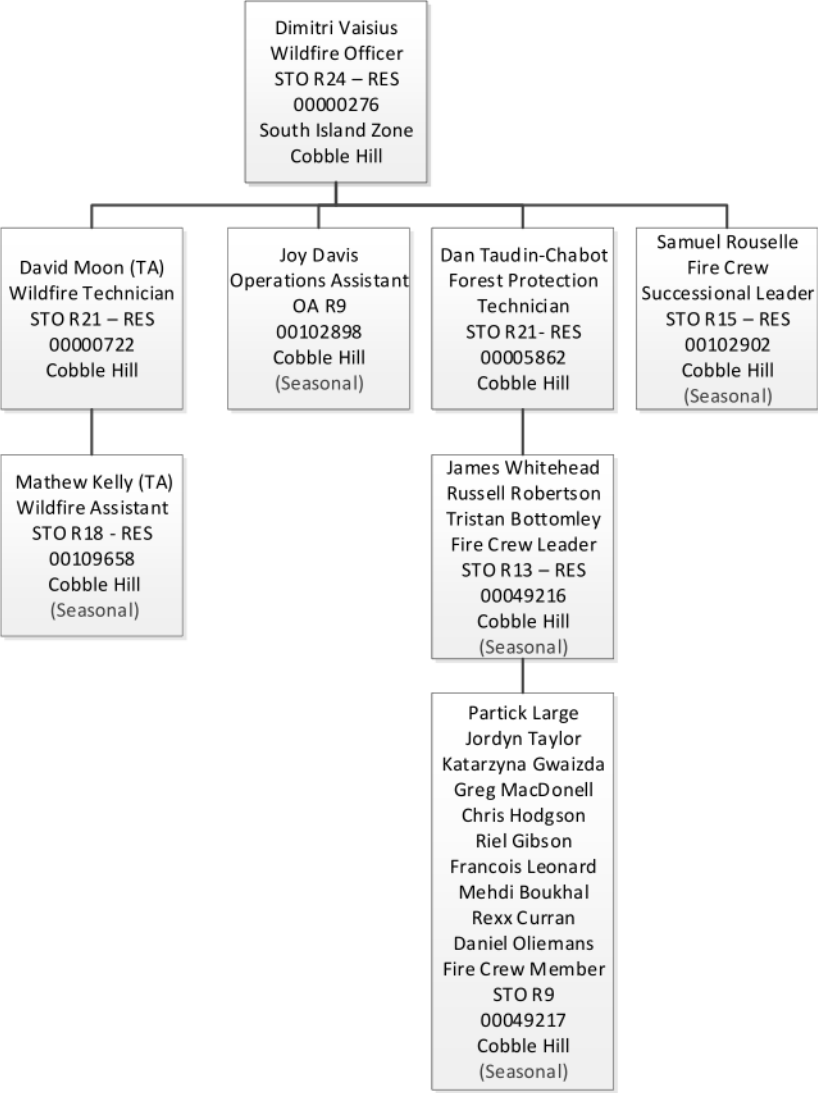 Dimitri Vaisius
Wildfire Officer
STO R24 – RES
00000276
South Island Zone
Cobble Hill
David Moon (TA)
Wildfire Technician
STO R21 – RES
00000722
Cobble Hill
Joy Davis
Operations Assistant
OA R9
00102898
Cobble Hill
(Seasonal)
Dan Taudin-Chabot
Forest Protection
Technician
STO R21- RES
00005862
Cobble Hill
Samuel Rouselle
Fire Crew
Successional Leader
STO R15 – RES
00102902
Cobble Hill
(Seasonal)
Mathew Kelly (TA)
Wildfire Assistant
STO R18 - RES
00109658
Cobble Hill
(Seasonal)
James Whitehead
Russell Robertson
Tristan Bottomley
Fire Crew Leader
STO R13 – RES
00049216
Cobble Hill
(Seasonal)
Partick Large
Jordyn Taylor
Katarzyna Gwaizda
Greg MacDonell
Chris Hodgson
Riel Gibson
Francois Leonard
Mehdi Boukhal
Rexx Curran
Daniel Oliemans
Fire Crew Member
STO R9
00049217
Cobble Hill
(Seasonal)